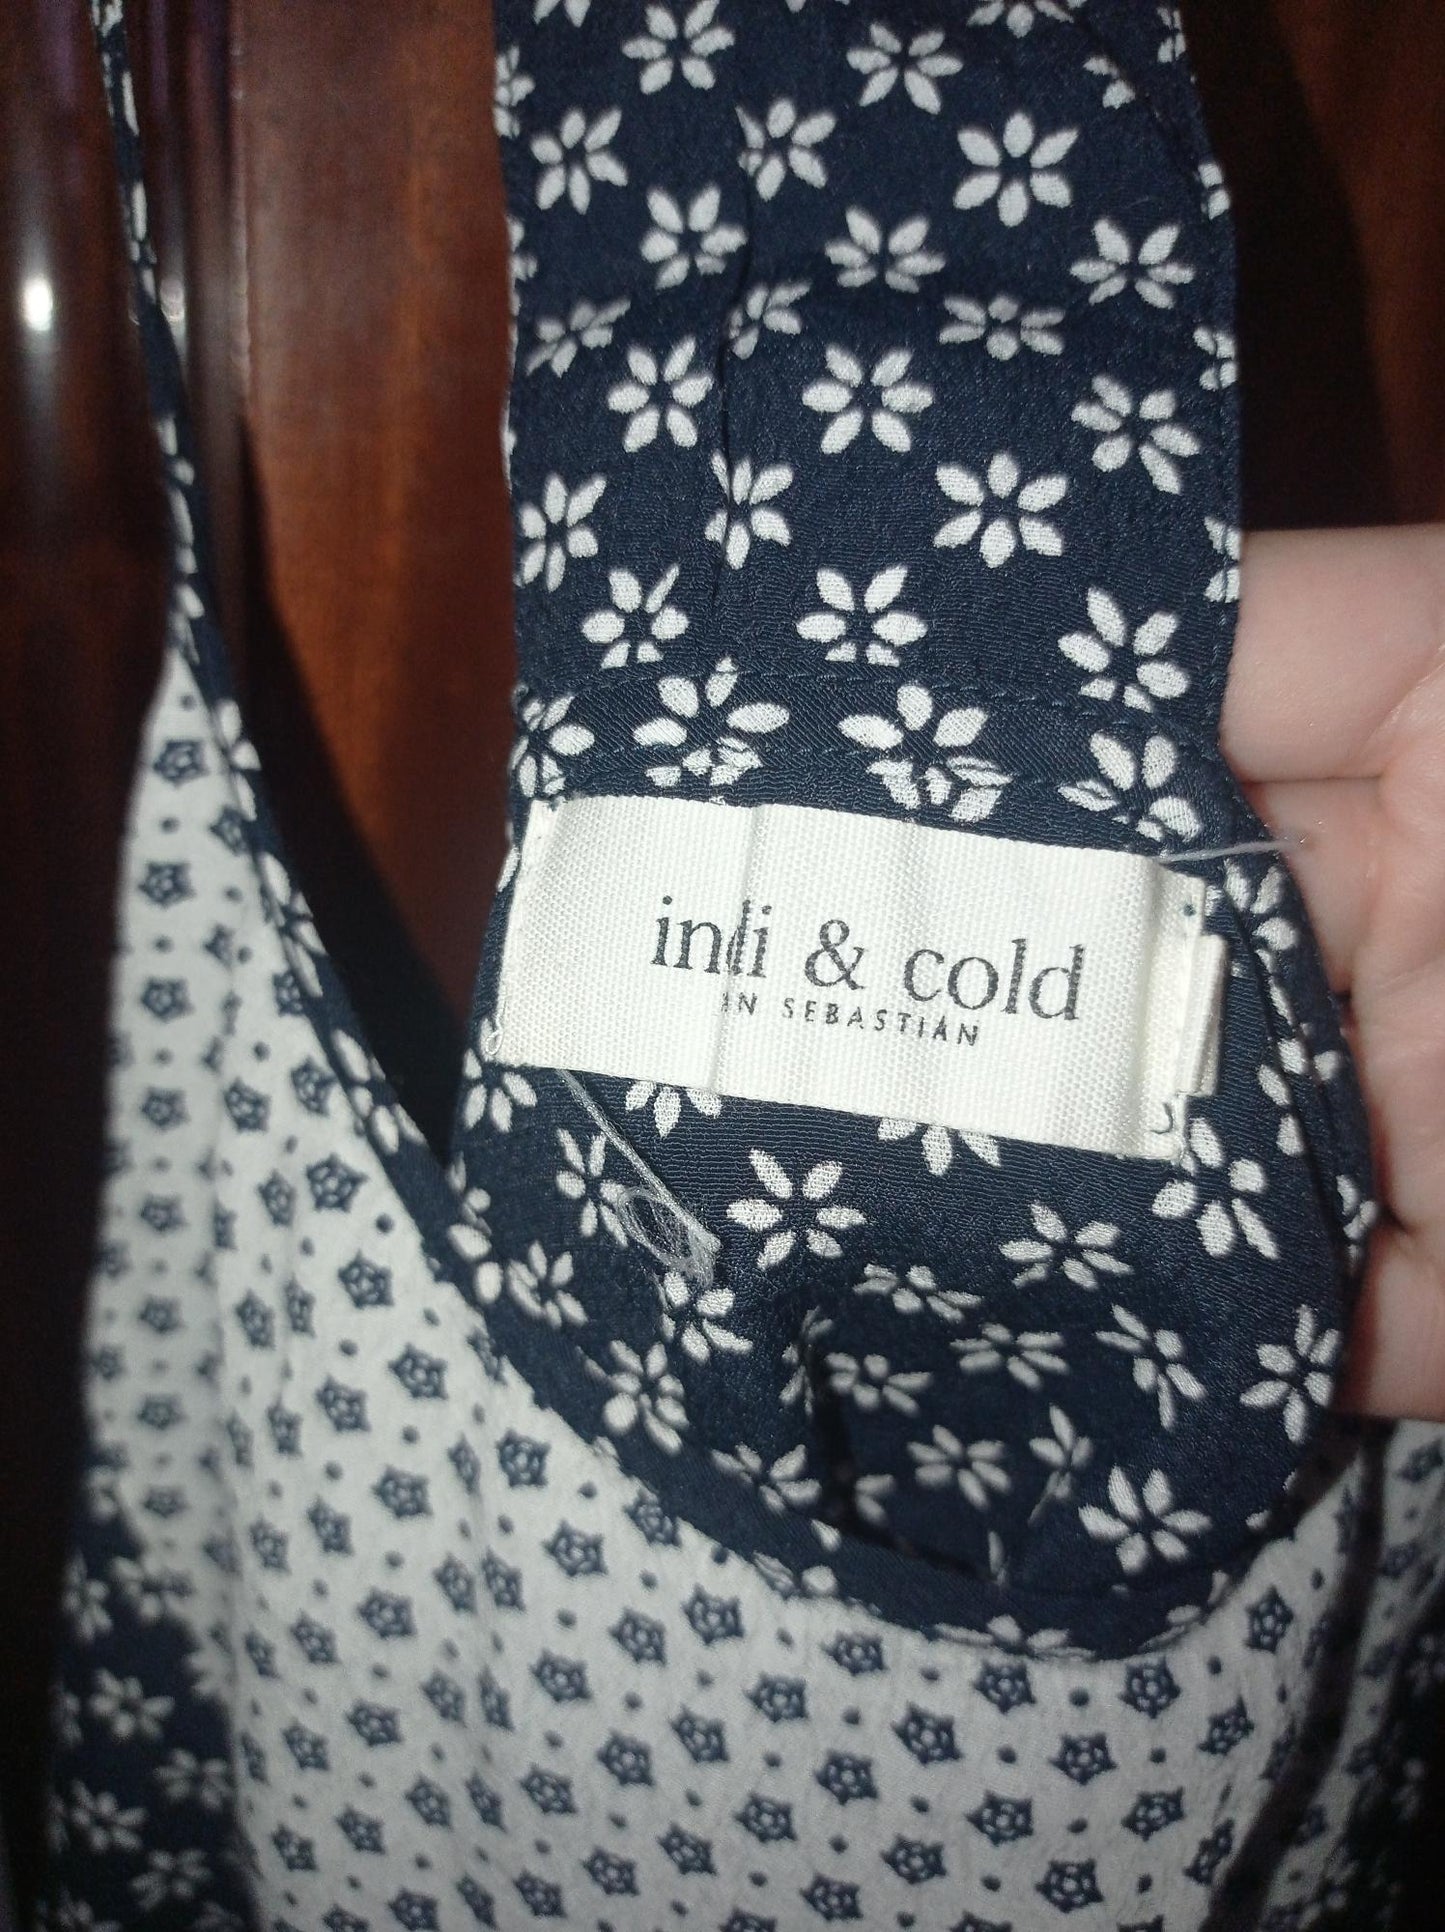 indi & cold
AN SEBASTIAN